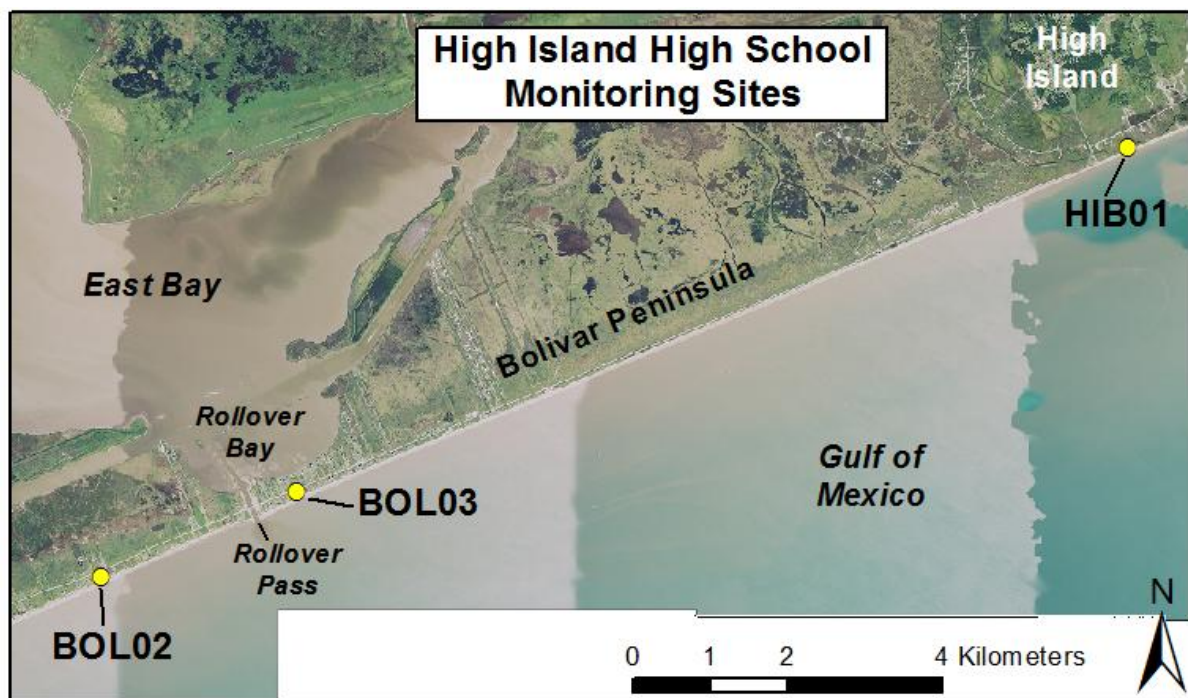 High Island High School
Monitoring Sites
High
Island
HIB01
East Bay
Bolivar Peninsula
Rollover
Bay
Gulf of
Mexico
BOL03
Rollover
Pass
BOL02
N
0 1 2 4 Kilometers